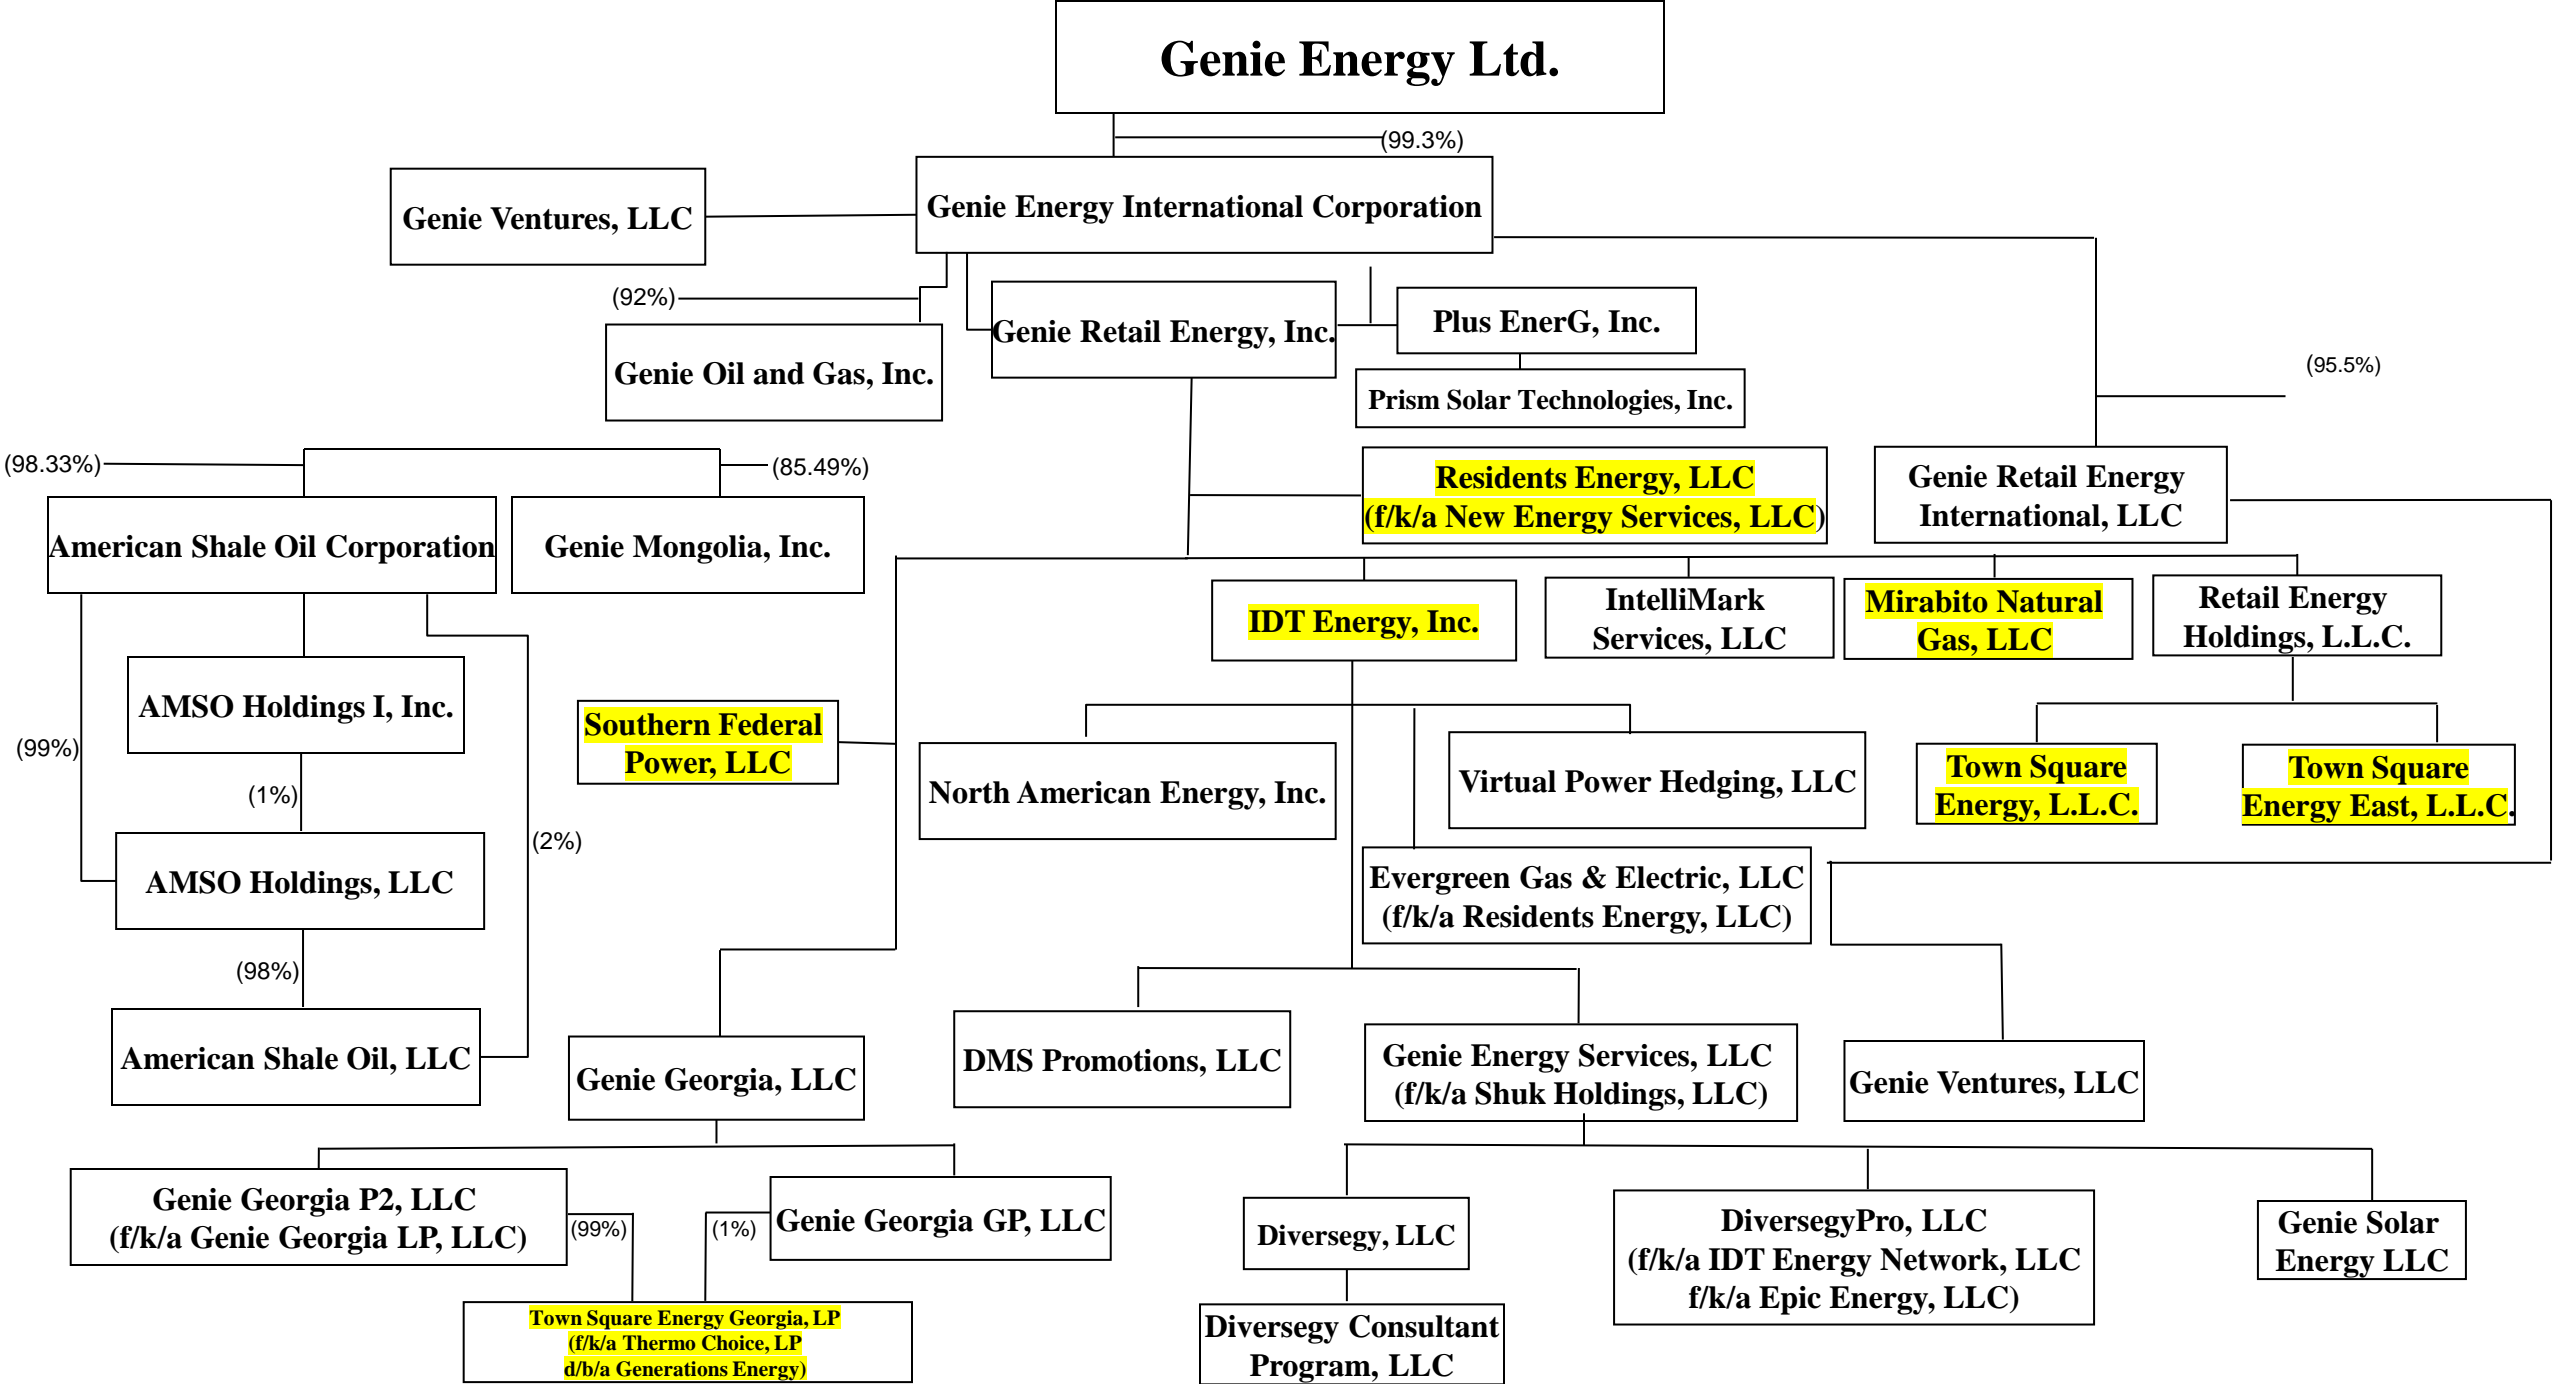 Genie Energy Ltd.
(99.3%)
Genie Ventures, LLC
Genie Energy International Corporation
(92%)
Genie Oil and Gas, Inc.
Genie Retail Energy, Inc.
Plus EnerG, Inc.
Prism Solar Technologies, Inc.
(95.5%)
(98.33%)
(85.49%)
American Shale Oil Corporation
Genie Mongolia, Inc.
Residents Energy, LLC
(f/k/a New Energy Services, LLC)
Genie Retail Energy
International, LLC
IDT Energy, Inc.
IntelliMark
Services, LLC
Mirabito Natural
Gas, LLC
Retail Energy
Holdings, L.L.C.
AMSO Holdings I, Inc.
(99%)
(1%)
Southern Federal
Power, LLC
North American Energy, Inc.
Virtual Power Hedging, LLC
Town Square
Energy, L.L.C.
Town Square
Energy East, L.L.C.
(2%)
AMSO Holdings, LLC
Evergreen Gas & Electric, LLC
(f/k/a Residents Energy, LLC)
(98%)
American Shale Oil, LLC
Genie Georgia, LLC
DMS Promotions, LLC
Genie Energy Services, LLC
(f/k/a Shuk Holdings, LLC)
Genie Ventures, LLC
Genie Georgia P2, LLC
(f/k/a Genie Georgia LP, LLC)
(99%)
(1%)
Genie Georgia GP, LLC
Diversegy, LLC
DiversegyPro, LLC
(f/k/a IDT Energy Network, LLC
f/k/a Epic Energy, LLC)
Genie Solar
Energy LLC
Town Square Energy Georgia, LP
(f/k/a Thermo Choice, LP
d/b/a Generations Energy)
Diversegy Consultant
Program, LLC